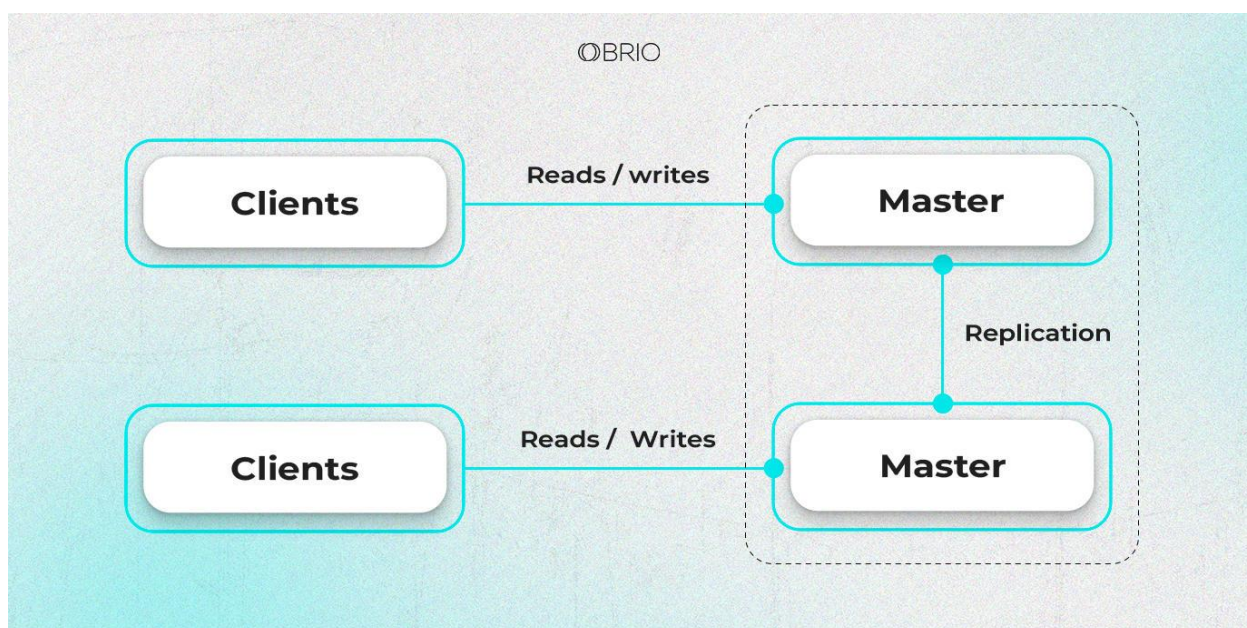 OBRIO
Clients
Reads / writes
Master
Replication
Clients
Reads /  Writes
Master